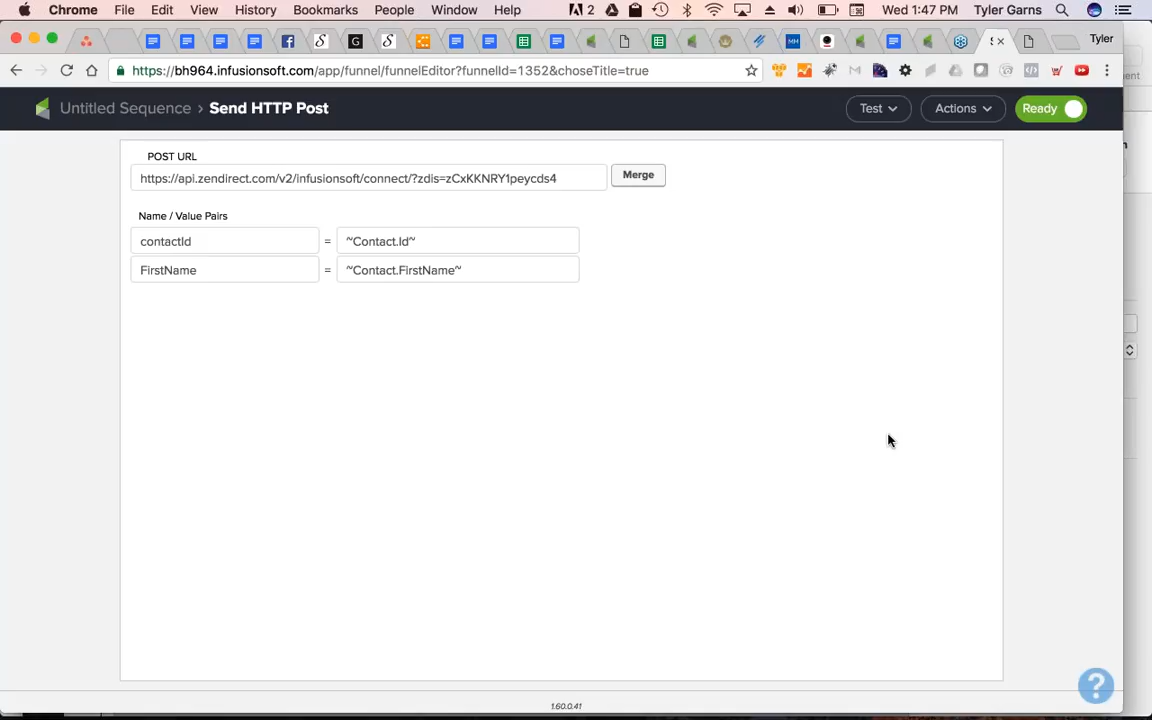 Chrome File Edit View History Bookmarks People Window Help 2 Wed 1:47 PM Tyler Garns
Tyler
https://bh964.infusionsoft.com/app/funnel/funnelEditor?funnelId=1352&choseTitle=true
Untitled Sequence › Send HTTP Post Test Actions Ready
POST URL
https://api.zendirect.com/v2/infusionsoft/connect/?zdis=zCxKKNRY1peycds4 Merge
Name / Value Pairs
contactId = ~Contact.Id~
FirstName = ~Contact.FirstName~
?
1.60.0.41